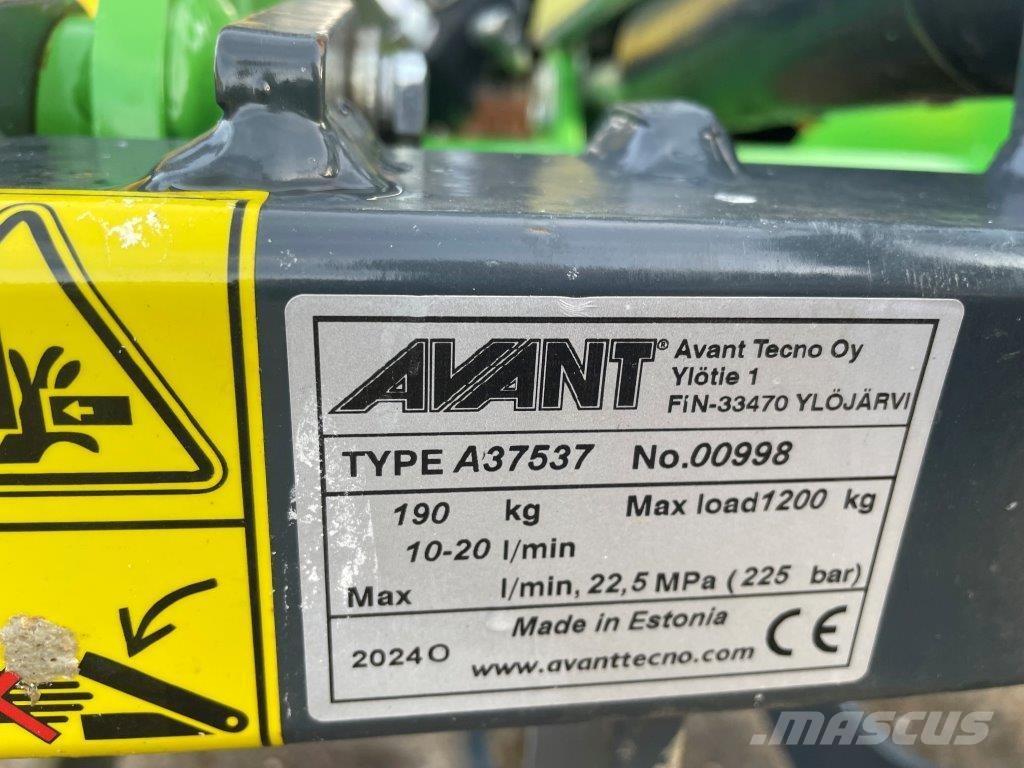 AVANT®
Avant Tecno Oy
Ylötie 1
FiN-33470 YLÖJÄRVI
TYPE A37537 No.00998
190 kg Max load1200 kg
10-20 l/min
Max l/min, 22,5 MPa (225 bar)
Made in Estonia
2024O www.avanttecno.com CE
MASCUS